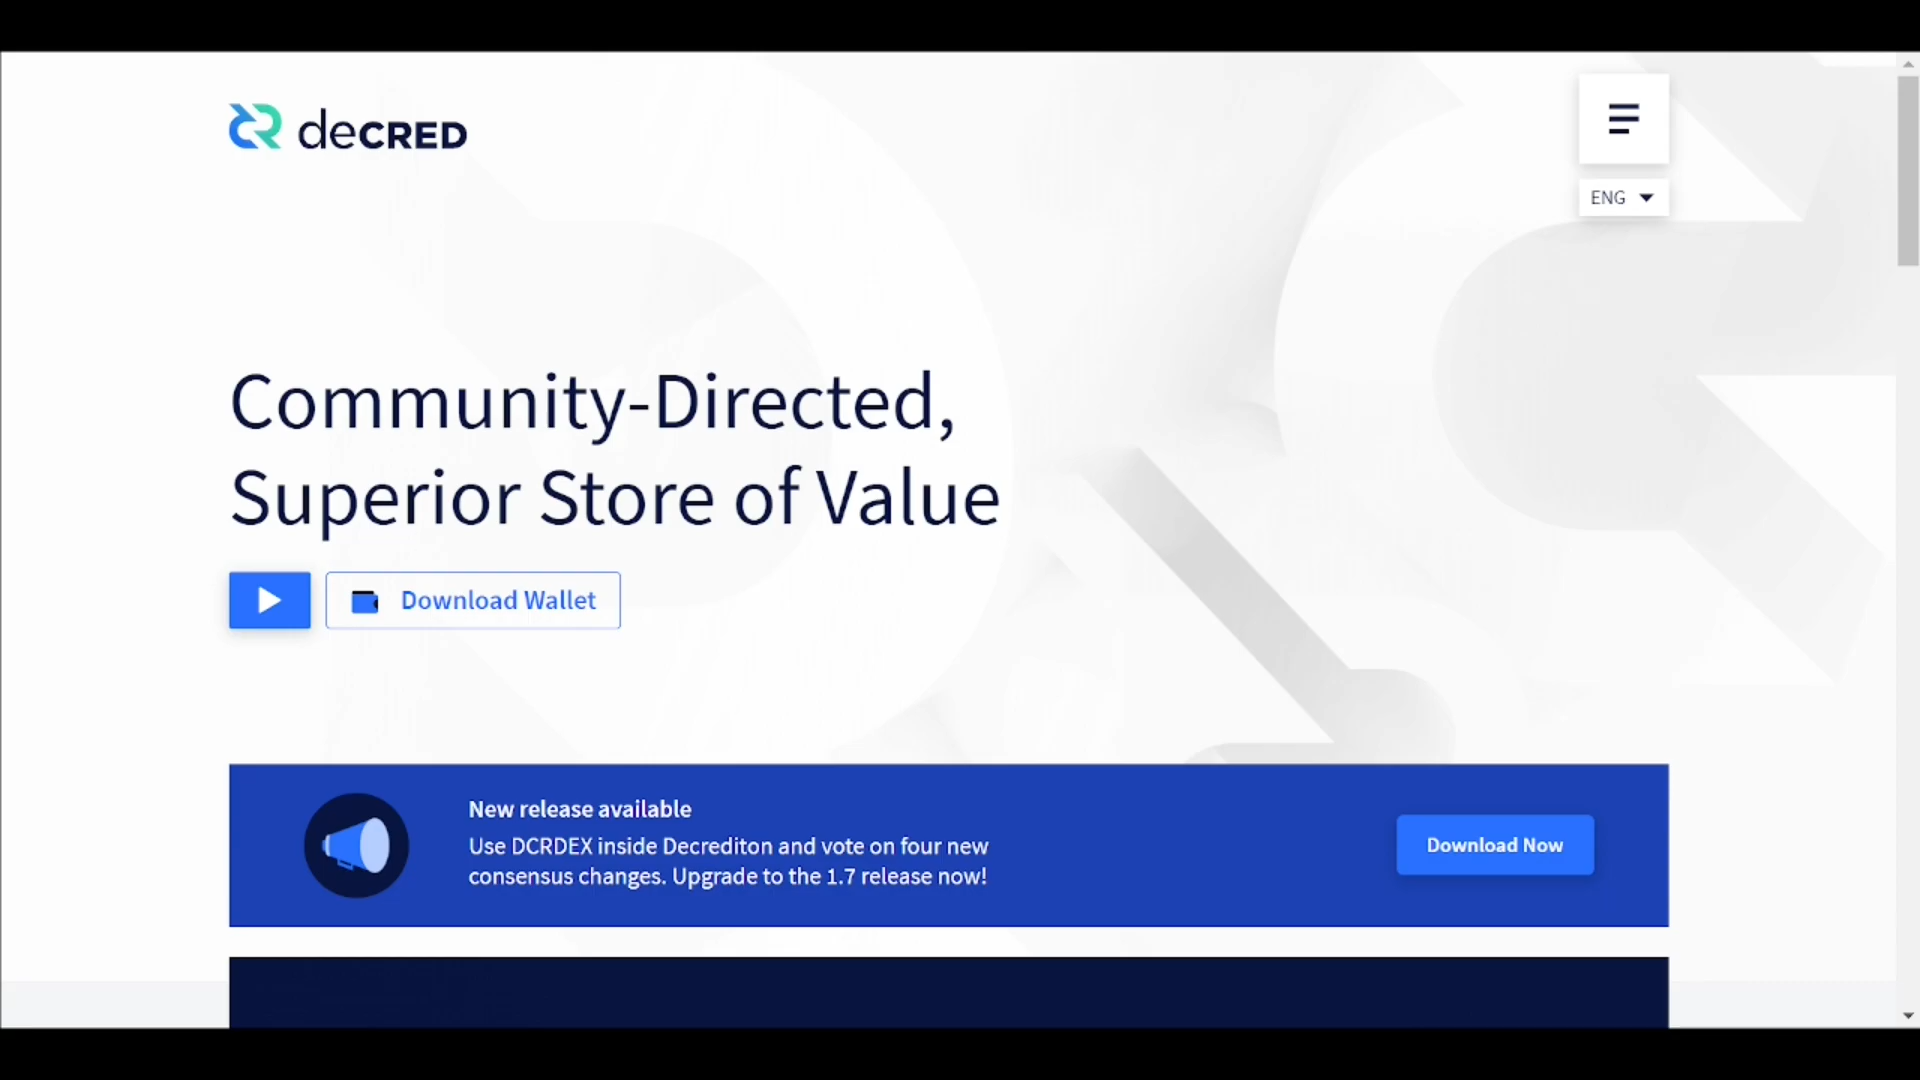 decred
ENG
Community-Directed,
Superior Store of Value
Download Wallet
New release available
Use DCRDEX inside Decrediton and vote on four new
consensus changes. Upgrade to the 1.7 release now!
Download Now